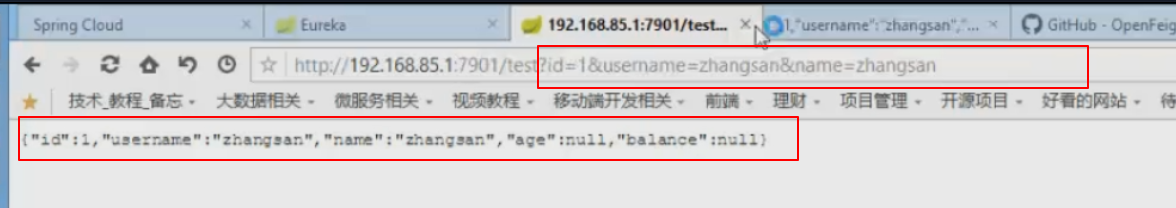 Spring Cloud × Eureka × 192.168.85.1:7901/test... × 1,"username":"zhangsan","... × GitHub - OpenFeig
http://192.168.85.1:7901/test?id=1&username=zhangsan&name=zhangsan
技术_教程_备忘 大数据相关 微服务相关 视频教程 移动端开发相关 前端 理财 项目管理 开源项目 好看的网站 待
{"id":1,"username":"zhangsan","name":"zhangsan","age":null,"balance":null}